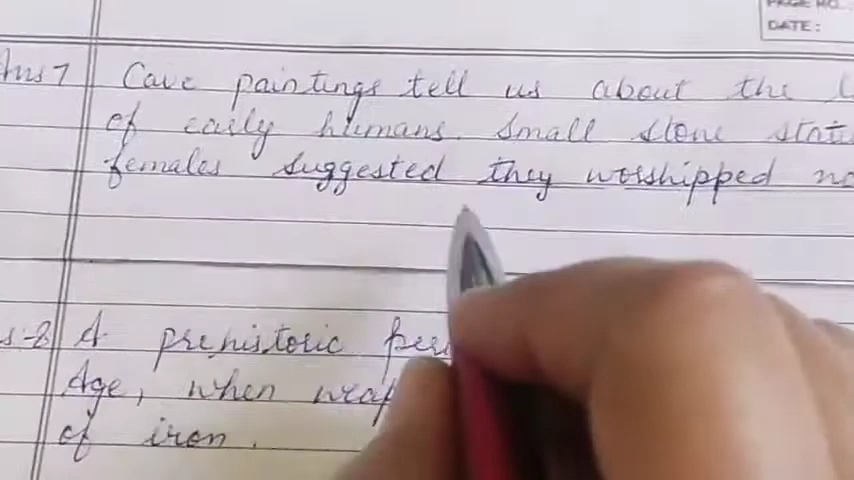 PAGE NO.
DATE:
Ans 7 Cave paintings tell us about the
of early humans. Small stone
females suggested they worshipped
8 A prehistoric
Age, when
of iron.